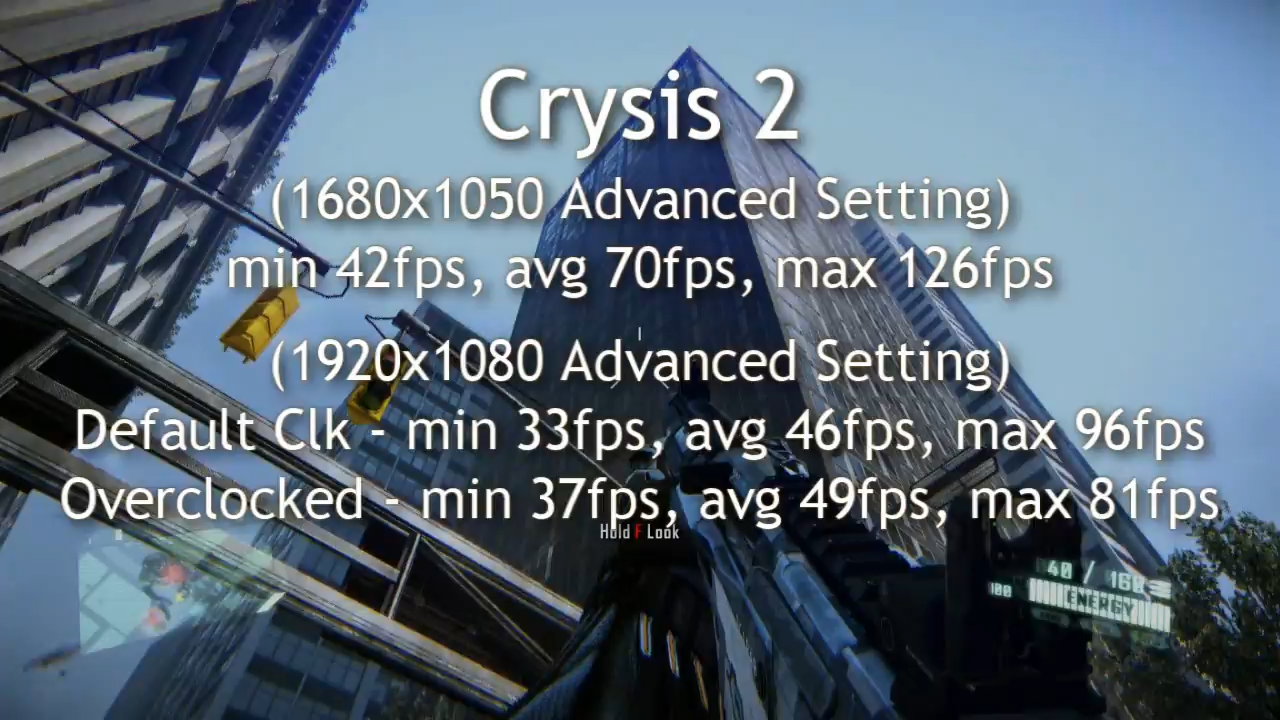 Crysis 2
(1680x1050 Advanced Setting)
min 42fps, avg 70fps, max 126fps
(1920x1080 Advanced Setting)
Default Clk - min 33fps, avg 46fps, max 96fps
Overclocked - min 37fps, avg 49fps, max 81fps
Hold F Look
40 / 160
100
ENERGY